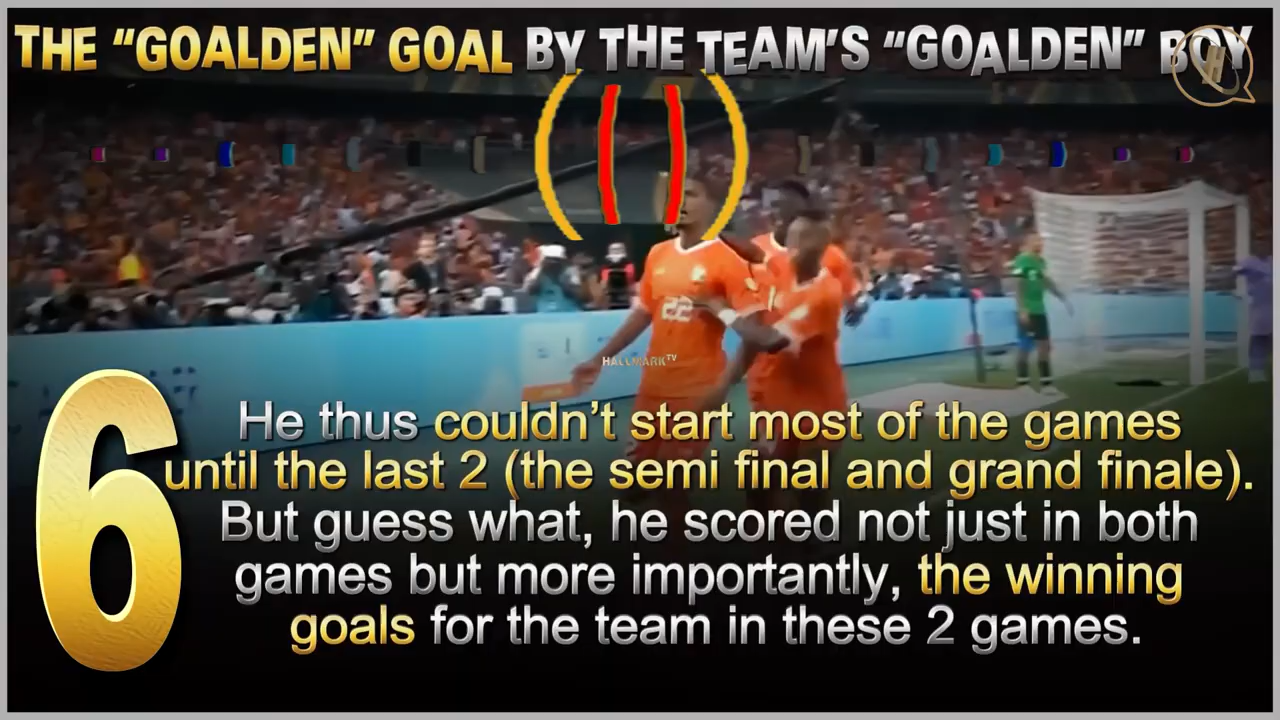 THE “GOALDEN” GOAL BY THE TEAM’S “GOALDEN” BOY
22
HALLMARKTV
6
He thus couldn’t start most of the games
until the last 2 (the semi final and grand finale).
But guess what, he scored not just in both
games but more importantly, the winning
goals for the team in these 2 games.